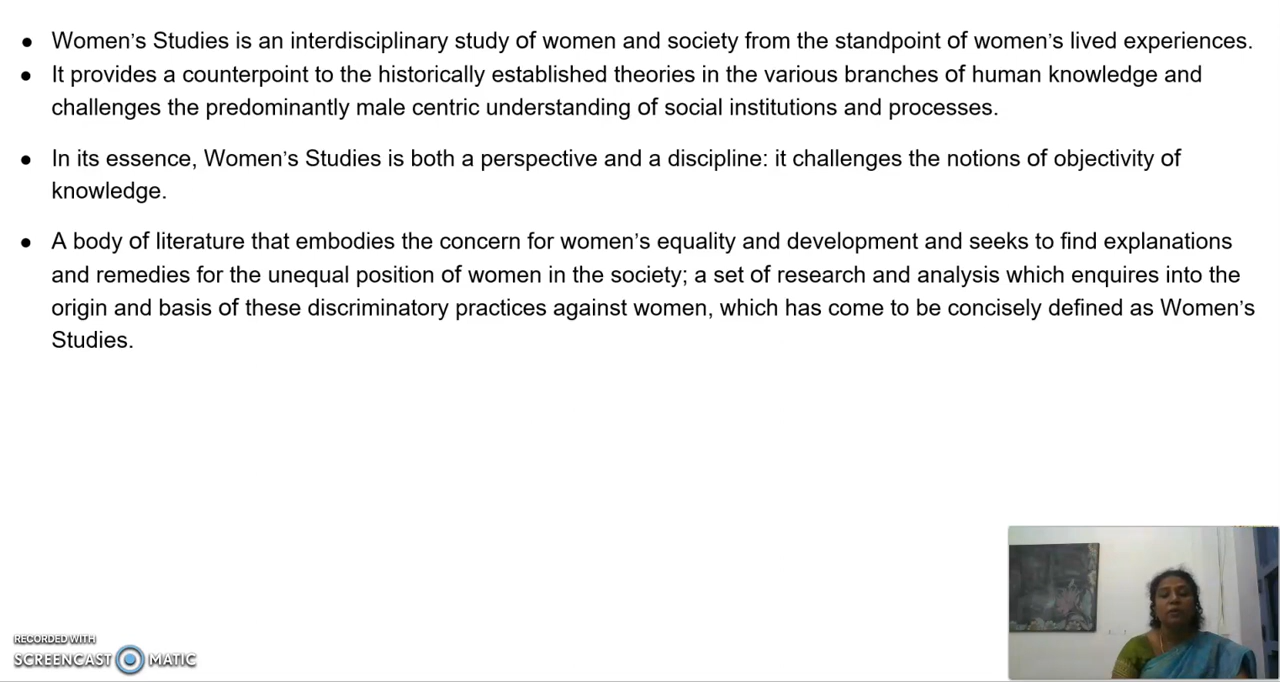 ● Women’s Studies is an interdisciplinary study of women and society from the standpoint of women’s lived experiences.
● It provides a counterpoint to the historically established theories in the various branches of human knowledge and
challenges the predominantly male centric understanding of social institutions and processes.
● In its essence, Women’s Studies is both a perspective and a discipline: it challenges the notions of objectivity of
knowledge.
● A body of literature that embodies the concern for women’s equality and development and seeks to find explanations
and remedies for the unequal position of women in the society; a set of research and analysis which enquires into the
origin and basis of these discriminatory practices against women, which has come to be concisely defined as Women’s
Studies.
RECORDED WITH
SCREENCAST MATIC